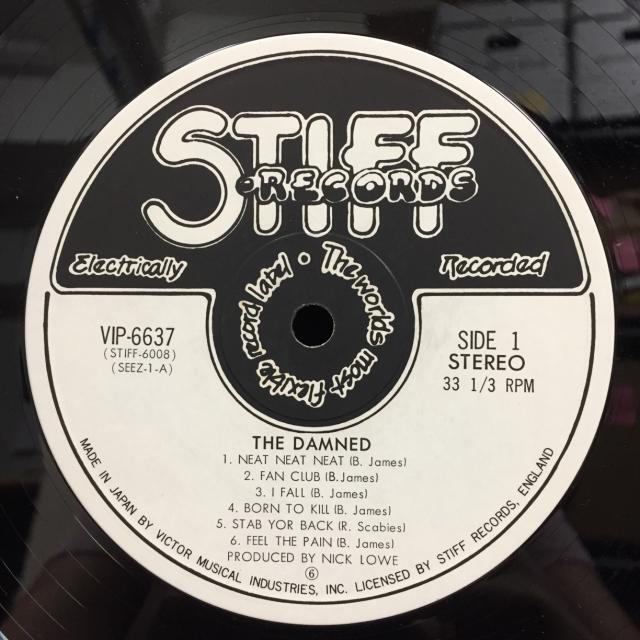 STIFF
RECORDS
Electrically
Recorded
The worlds most flexible record label •
VIP-6637
(STIFF-6008)
(SEEZ-1-A)
SIDE 1
STEREO
33 1/3 RPM
THE DAMNED
1. NEAT NEAT NEAT (B. James)
2. FAN CLUB (B. James)
3. I FALL (B. James)
4. BORN TO KILL (B. James)
5. STAB YOR BACK (R. Scabies)
6. FEEL THE PAIN (B. James)
PRODUCED BY NICK LOWE
6
MADE IN JAPAN BY VICTOR MUSICAL INDUSTRIES, INC. LICENSED BY STIFF RECORDS, ENGLAND